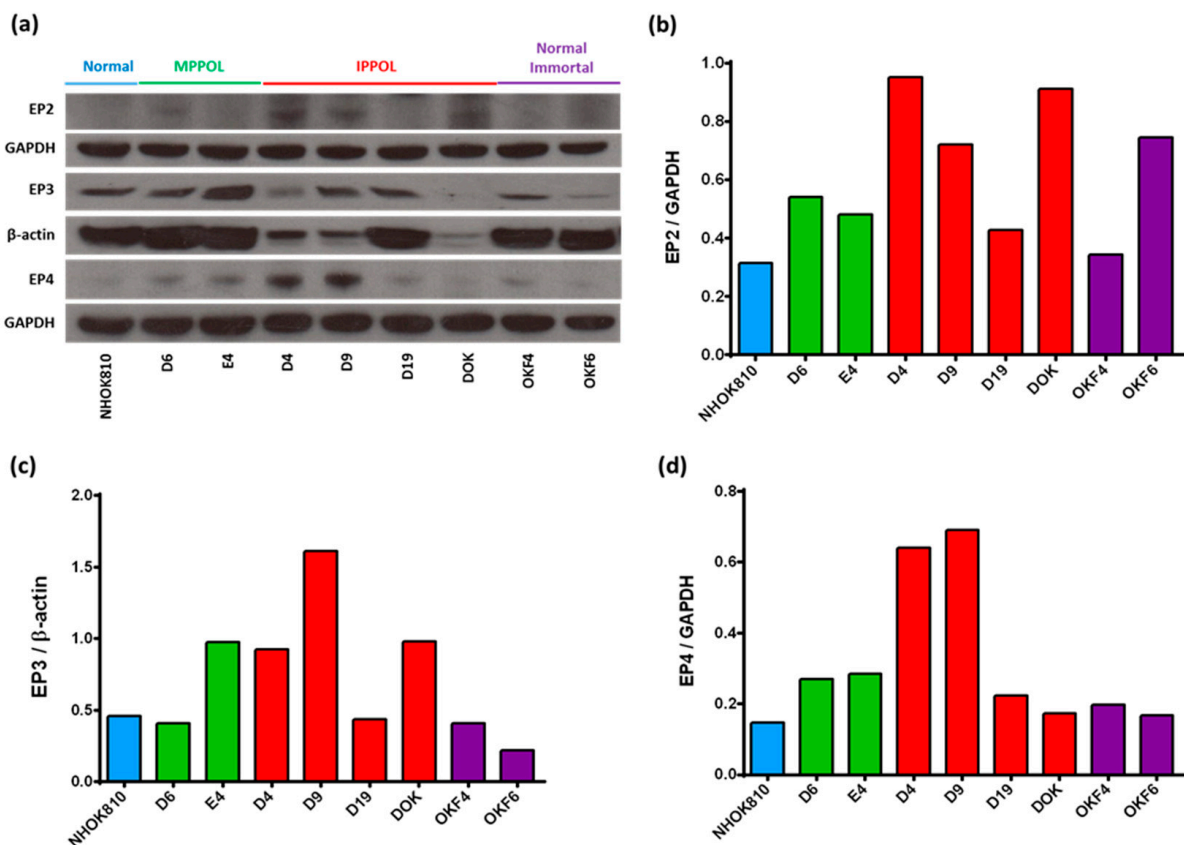 (a)
Normal MPPOL IPPOL Normal
Immortal
EP2
GAPDH
EP3
β-actin
EP4
GAPDH
NHOK810 D6 E4 D4 D9 D19 DOK OKF4 OKF6
(b)
EP2 / GAPDH
1.0
0.8
0.6
0.4
0.2
0.0
NHOK810 D6 E4 D4 D9 D19 DOK OKF4 OKF6
(c)
EP3 / β-actin
2.0
1.5
1.0
0.5
0.0
NHOK810 D6 E4 D4 D9 D19 DOK OKF4 OKF6
(d)
EP4 / GAPDH
0.8
0.6
0.4
0.2
0.0
NHOK810 D6 E4 D4 D9 D19 DOK OKF4 OKF6